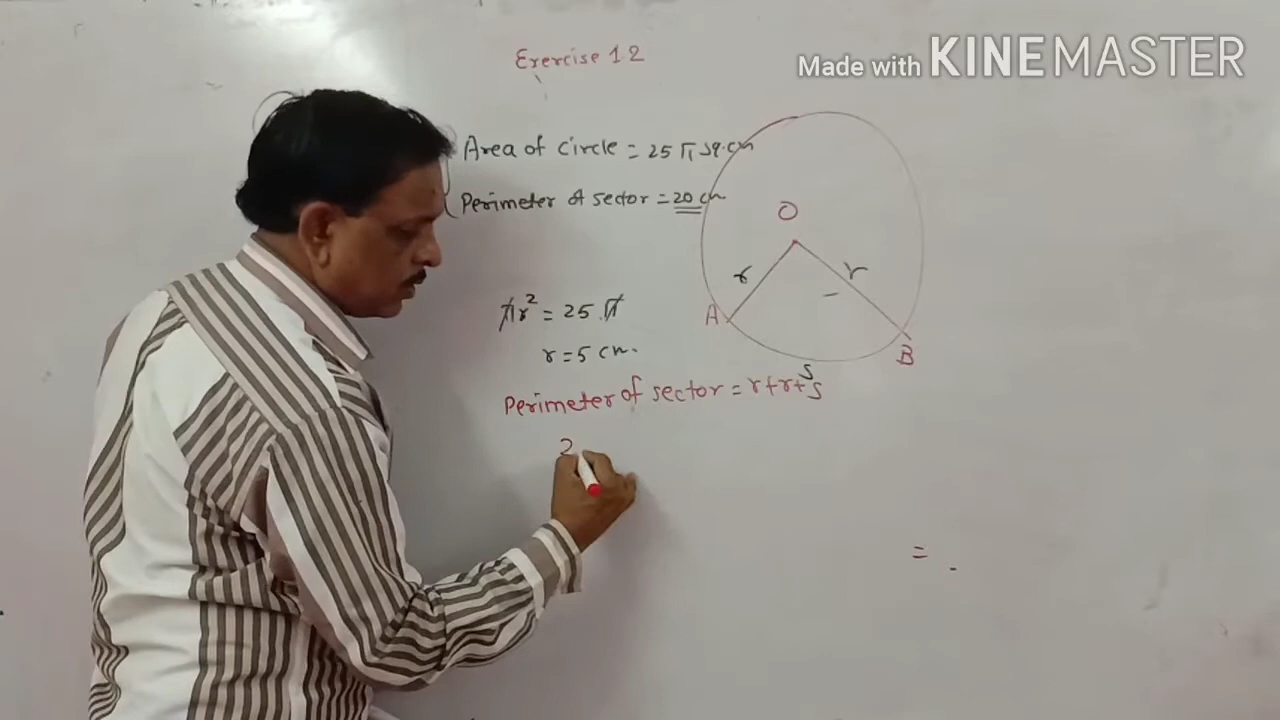 Exercise 12
Made with KINEMASTER
Area of circle = 25 π sq.cm
Perimeter of sector = 20 cm
O
r
r
A
B
S
πr² = 25 π
r = 5 cm.
Perimeter of sector = r + r + s
2
=